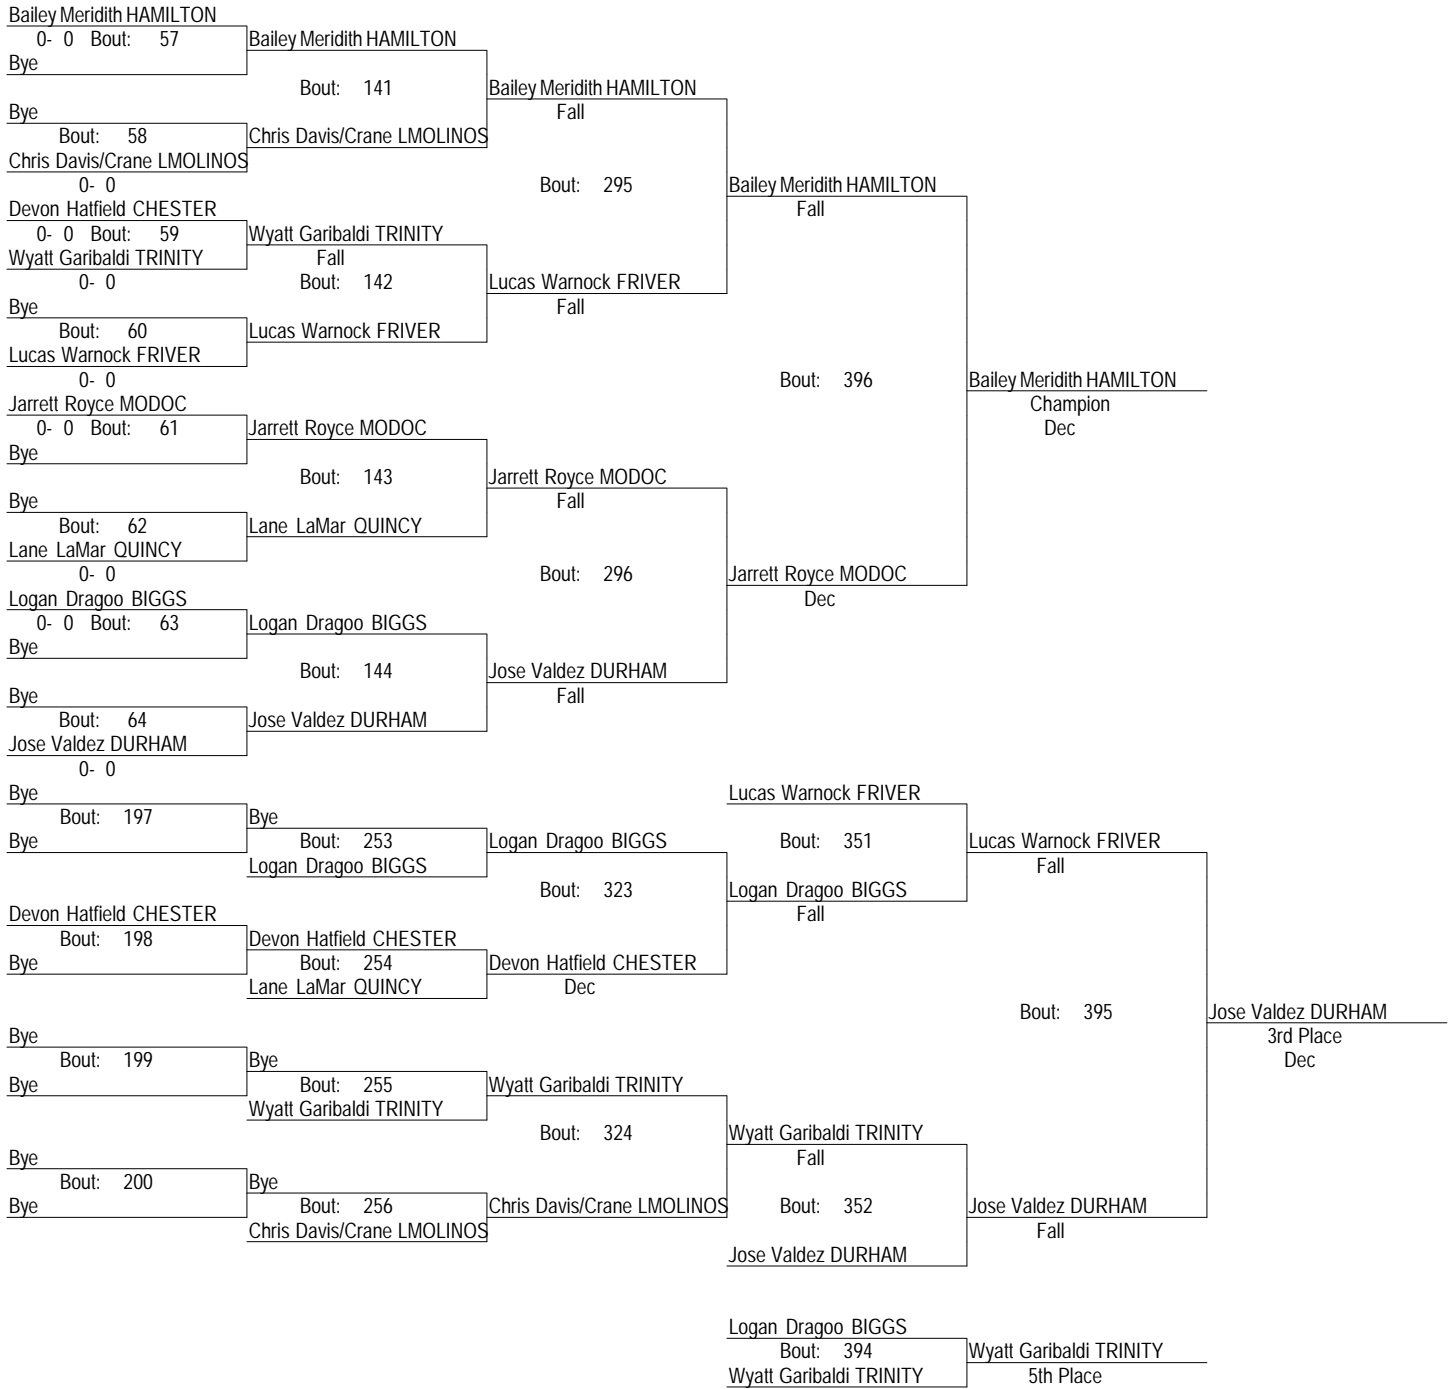 Bailey Meridith HAMILTON
0- 0 Bout: 57
Bye
Bye
Bout: 58
Chris Davis/Crane LMOLINOS
0- 0
Devon Hatfield CHESTER
0- 0 Bout: 59
Wyatt Garibaldi TRINITY
0- 0
Bye
Bout: 60
Lucas Warnock FRIVER
0- 0
Jarrett Royce MODOC
0- 0 Bout: 61
Bye
Bye
Bout: 62
Lane LaMar QUINCY
0- 0
Logan Dragoo BIGGS
0- 0 Bout: 63
Bye
Bye
Bout: 64
Jose Valdez DURHAM
0- 0
Bailey Meridith HAMILTON
Bout: 141
Chris Davis/Crane LMOLINOS
Wyatt Garibaldi TRINITY
Fall
Bout: 142
Lucas Warnock FRIVER
Jarrett Royce MODOC
Bout: 143
Lane LaMar QUINCY
Logan Dragoo BIGGS
Bout: 144
Jose Valdez DURHAM
Bailey Meridith HAMILTON
Fall
Bout: 295
Lucas Warnock FRIVER
Fall
Jarrett Royce MODOC
Fall
Bout: 296
Jose Valdez DURHAM
Fall
Bailey Meridith HAMILTON
Fall
Bout: 396
Jarrett Royce MODOC
Dec
Bailey Meridith HAMILTON
Champion
Dec
Bye
Bout: 197
Bye
Devon Hatfield CHESTER
Bout: 198
Bye
Bye
Bout: 199
Bye
Bye
Bout: 200
Bye
Bye
Bout: 253
Logan Dragoo BIGGS
Devon Hatfield CHESTER
Bout: 254
Lane LaMar QUINCY
Bye
Bout: 255
Wyatt Garibaldi TRINITY
Bye
Bout: 256
Chris Davis/Crane LMOLINOS
Logan Dragoo BIGGS
Bout: 323
Devon Hatfield CHESTER
Dec
Wyatt Garibaldi TRINITY
Bout: 324
Chris Davis/Crane LMOLINOS
Lucas Warnock FRIVER
Bout: 351
Logan Dragoo BIGGS
Fall
Wyatt Garibaldi TRINITY
Fall
Bout: 352
Jose Valdez DURHAM
Lucas Warnock FRIVER
Fall
Bout: 395
Jose Valdez DURHAM
Fall
Jose Valdez DURHAM
3rd Place
Dec
Logan Dragoo BIGGS
Bout: 394
Wyatt Garibaldi TRINITY
Wyatt Garibaldi TRINITY
5th Place